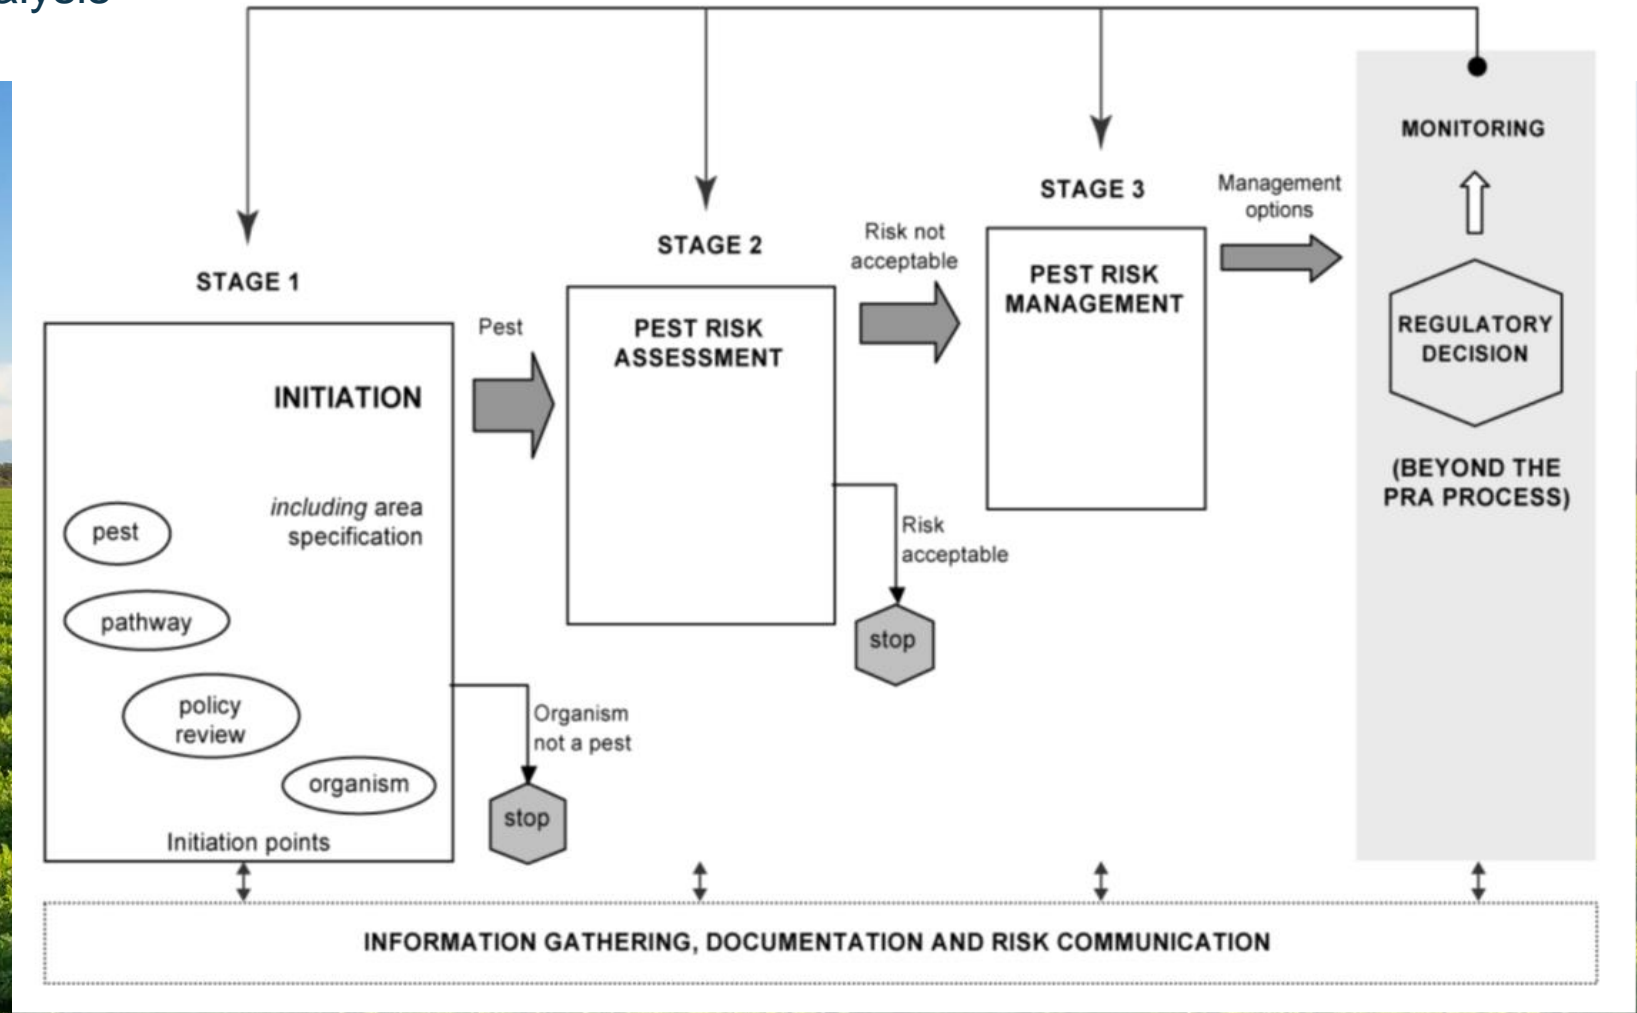 MONITORING
STAGE 3
Management
options
Risk not
acceptable
STAGE 2
STAGE 1
PEST RISK
MANAGEMENT
REGULATORY
DECISION
Pest
PEST RISK
ASSESSMENT
INITIATION
(BEYOND THE
PRA PROCESS)
including area
specification
pest
Risk
acceptable
pathway
stop
policy
review
Organism
not a pest
organism
stop
Initiation points
INFORMATION GATHERING, DOCUMENTATION AND RISK COMMUNICATION